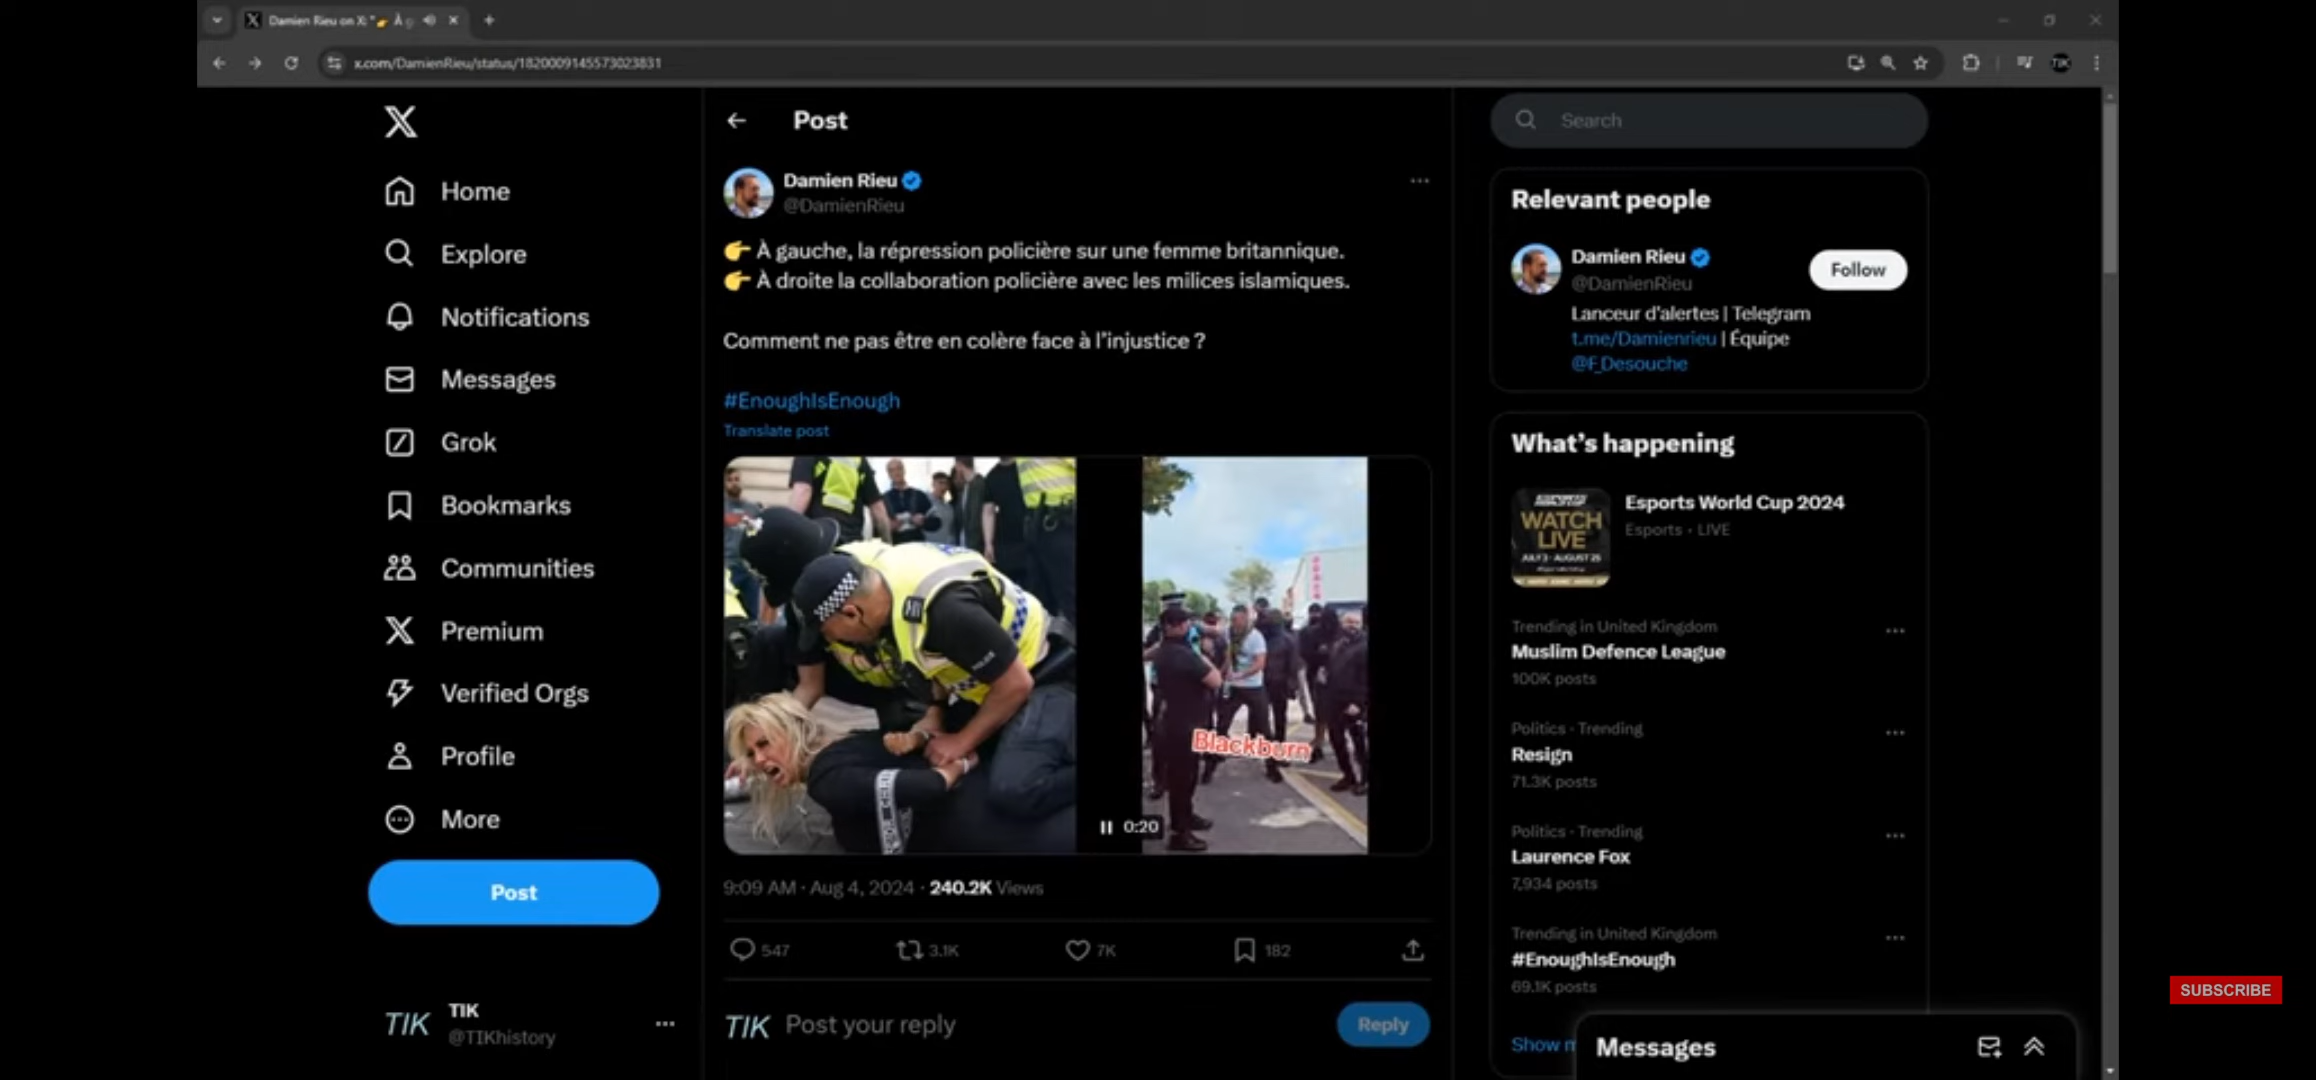 Damien Rieu on X: "👉 À g
x.com/DamienRieu/status/1820009145573023831
TIK
Home
Explore
Notifications
Messages
Grok
Bookmarks
Communities
Premium
Verified Orgs
Profile
More
Post
TIK
@TIKhistory
Post
Damien Rieu
@DamienRieu
👉 À gauche, la répression policière sur une femme britannique.
👉 À droite la collaboration policière avec les milices islamiques.
Comment ne pas être en colère face à l'injustice ?
#EnoughIsEnough
Translate post
POLICE
Blackburn
0:20
9:09 AM · Aug 4, 2024 · 240.2K Views
547
3.1K
7K
182
TIK
Post your reply
Reply
Search
Relevant people
Damien Rieu
@DamienRieu
Follow
Lanceur d'alertes | Telegram
t.me/Damienrieu | Équipe
@F_Desouche
What's happening
WATCH
LIVE
JULY 3 - AUGUST 25
Esports World Cup 2024
Esports · LIVE
Trending in United Kingdom
Muslim Defence League
100K posts
Politics · Trending
Resign
71.3K posts
Politics · Trending
Laurence Fox
7,934 posts
Trending in United Kingdom
#EnoughIsEnough
69.1K posts
Show m
Messages
TIK
SUBSCRIBE